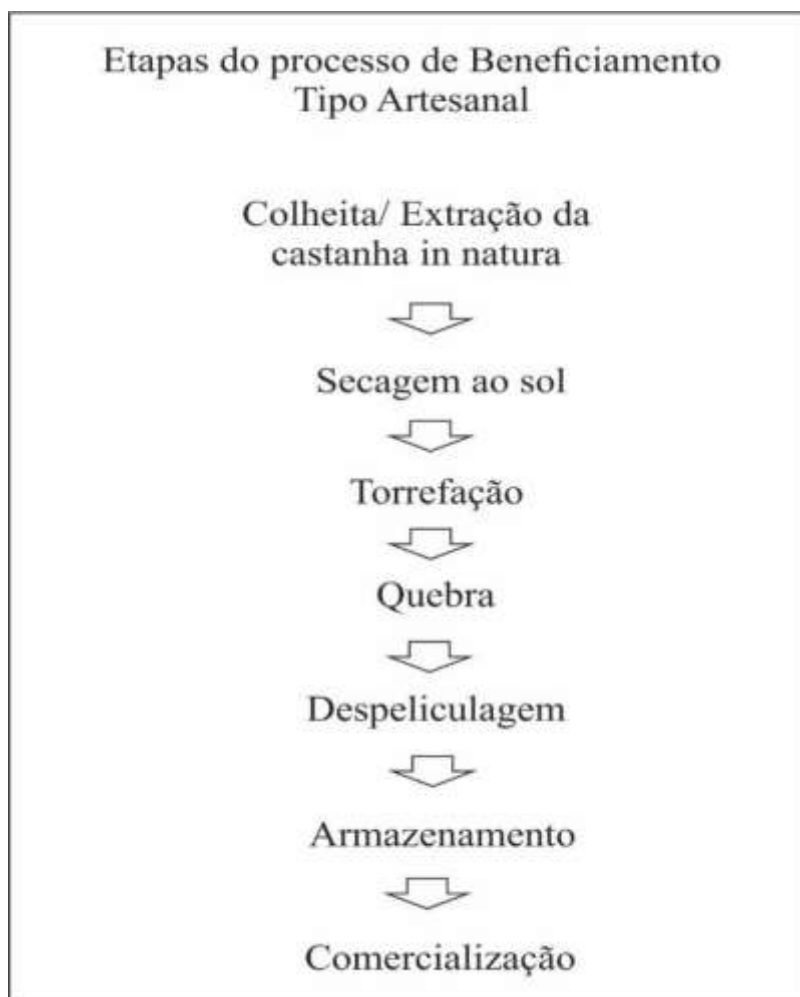 Etapas do processo de Beneficiamento
Tipo Artesanal
Colheita/ Extração da
castanha in natura
Secagem ao sol
Torrefação
Quebra
Despeliculagem
Armazenamento
Comercialização